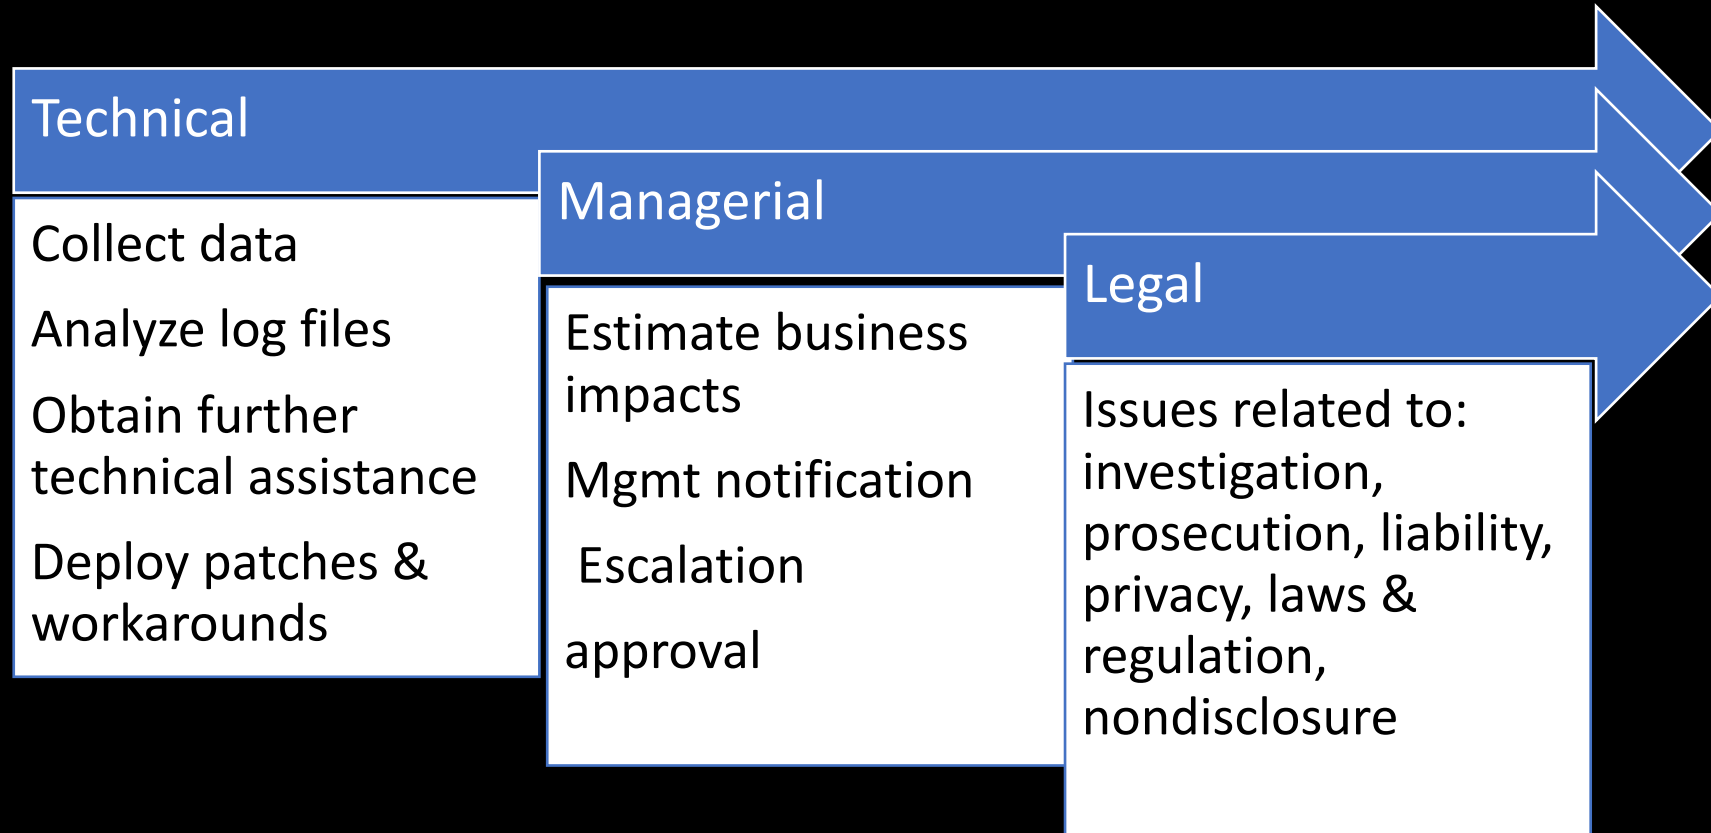 Technical
Collect data
Analyze log files
Obtain further
technical assistance
Deploy patches &
workarounds
Managerial
Estimate business
impacts
Mgmt notification
Escalation
approval
Legal
Issues related to:
investigation,
prosecution, liability,
privacy, laws &
regulation,
nondisclosure